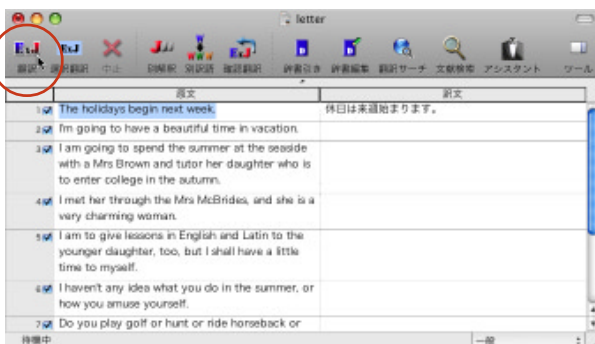 letter
翻訳 選択翻訳 中止 別解釈 別訳語 確認翻訳 辞書引き 辞書編集 翻訳サーチ 文献検索 アシスタント ツール
原文 訳文
1 The holidays begin next week. 休日は来週始まります。
2 I'm going to have a beautiful time in vacation.
3 I am going to spend the summer at the seaside
with a Mrs Brown and tutor her daughter who is
to enter college in the autumn.
4 I met her through the Mrs McBrides, and she is a
very charming woman.
5 I am to give lessons in English and Latin to the
younger daughter, too, but I shall have a little
time to myself.
6 I haven't any idea what you do in the summer, or
how you amuse yourself.
7 Do you play golf or hunt or ride horseback or
待機中 一般